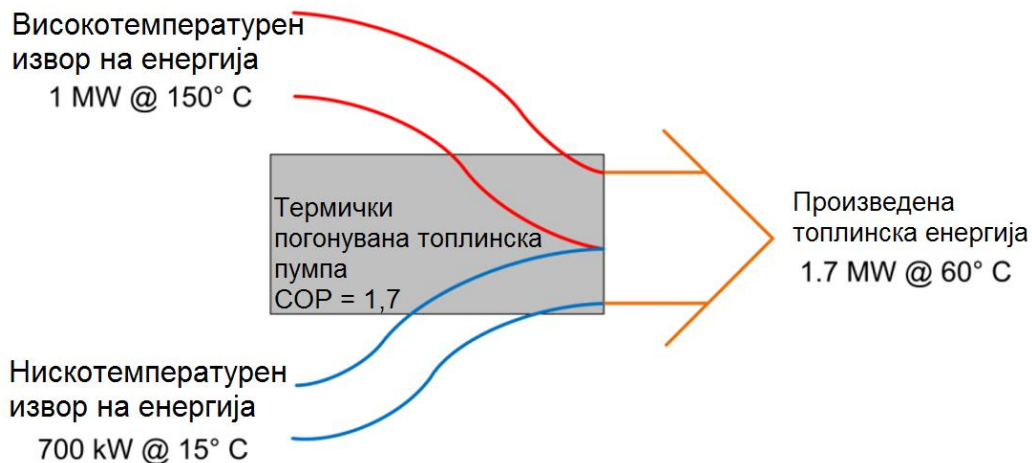 Високотемпературен
извор на енергија
1 MW @ 150° C
Термички
погонувана топлинска
пумпа
COP = 1,7
Произведена
топлинска енергија
1.7 MW @ 60° C
Нискотемпературен
извор на енергија
700 kW @ 15° C